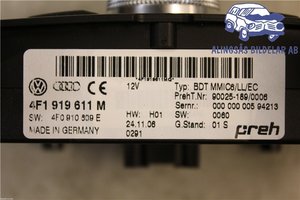 ALINGSÅS BILDELAR AB
12V
Typ: BDT MMIC6/LL/EC
4F1 919 611 M
PrehT.Nr. 90025-189/0006
Sernr.: 000 000 005 94213
SW: 4F0 910 609 E
HW: H01
SW: 0060
MADE IN GERMANY
24.11.06
G.Stand: 01 S
0291
preh